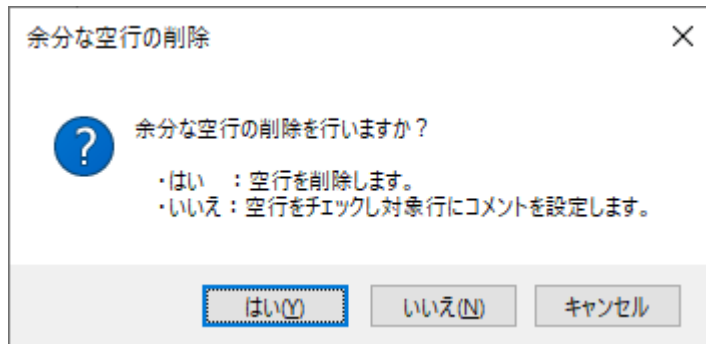 余分な空行の削除
余分な空行の削除を行いますか？
・はい　：空行を削除します。
・いいえ：空行をチェックし対象行にコメントを設定します。
はい(Y)　いいえ(N)　キャンセル